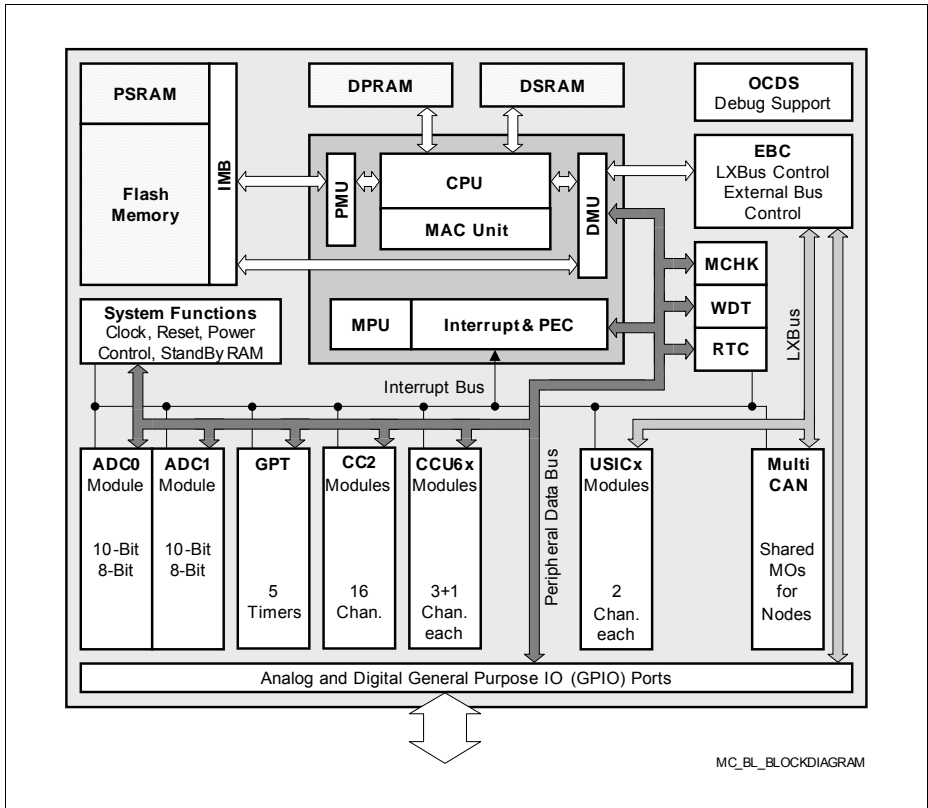 PSRAM
Flash
Memory
IMB
DPRAM
DSRAM
OCDS
Debug Support
PMU
CPU
MAC Unit
DMU
EBC
LXBus Control
External Bus
Control
MCHK
WDT
RTC
LXBus
MPU
Interrupt & PEC
System Functions
Clock, Reset, Power
Control, StandBy RAM
Interrupt Bus
Peripheral Data Bus
ADC0
Module
10-Bit
8-Bit
ADC1
Module
10-Bit
8-Bit
GPT
5
Timers
CC2
Modules
16
Chan.
CCU6x
Modules
3+1
Chan.
each
USICx
Modules
2
Chan.
each
Multi
CAN
Shared
MOs
for
Nodes
Analog and Digital General Purpose IO (GPIO) Ports
MC_BL_BLOCKDIAGRAM